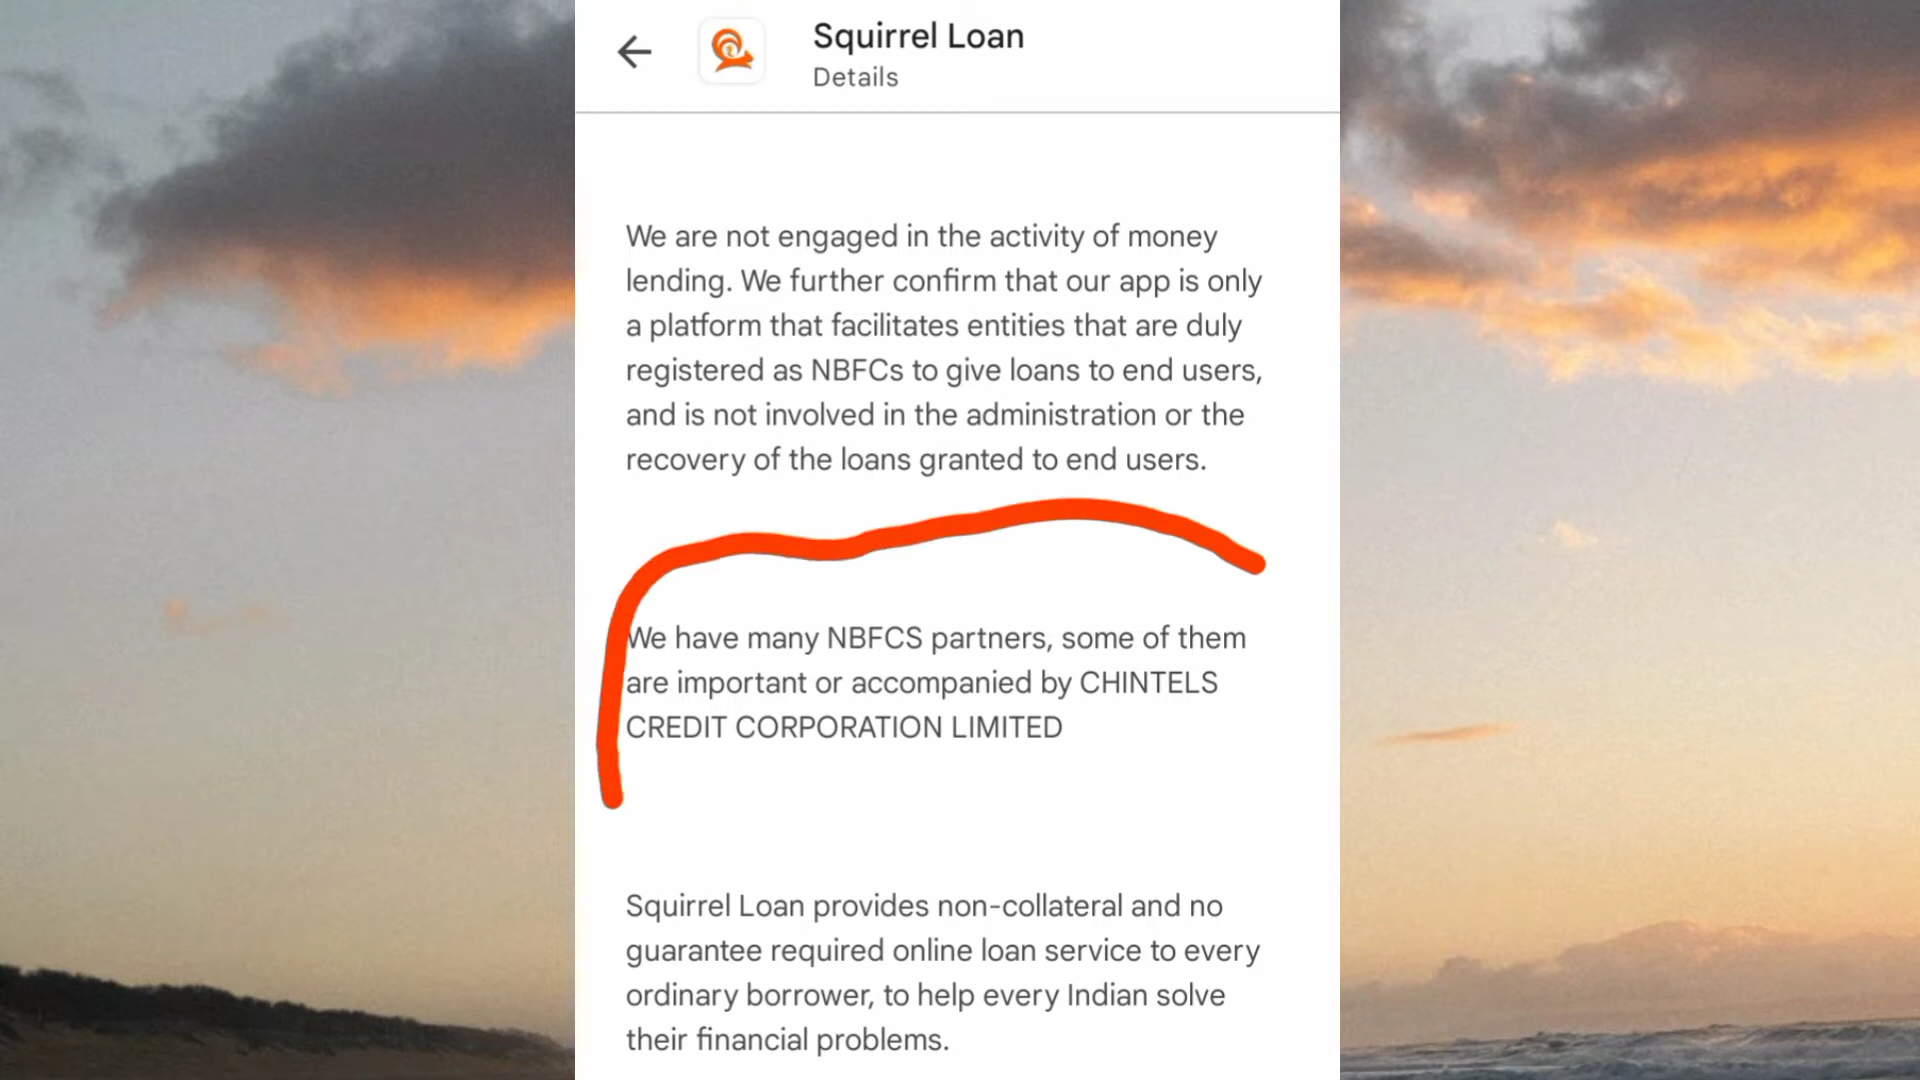 Squirrel Loan
Details
We are not engaged in the activity of money
lending. We further confirm that our app is only
a platform that facilitates entities that are duly
registered as NBFCs to give loans to end users,
and is not involved in the administration or the
recovery of the loans granted to end users.
We have many NBFCS partners, some of them
are important or accompanied by CHINTELS
CREDIT CORPORATION LIMITED
Squirrel Loan provides non-collateral and no
guarantee required online loan service to every
ordinary borrower, to help every Indian solve
their financial problems.